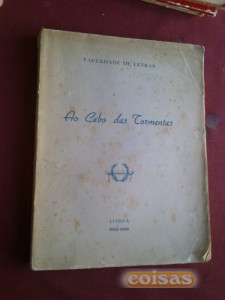 FACULDADE DE LETRAS
Ao Cabo das Tormentas
LISBOA
coisas